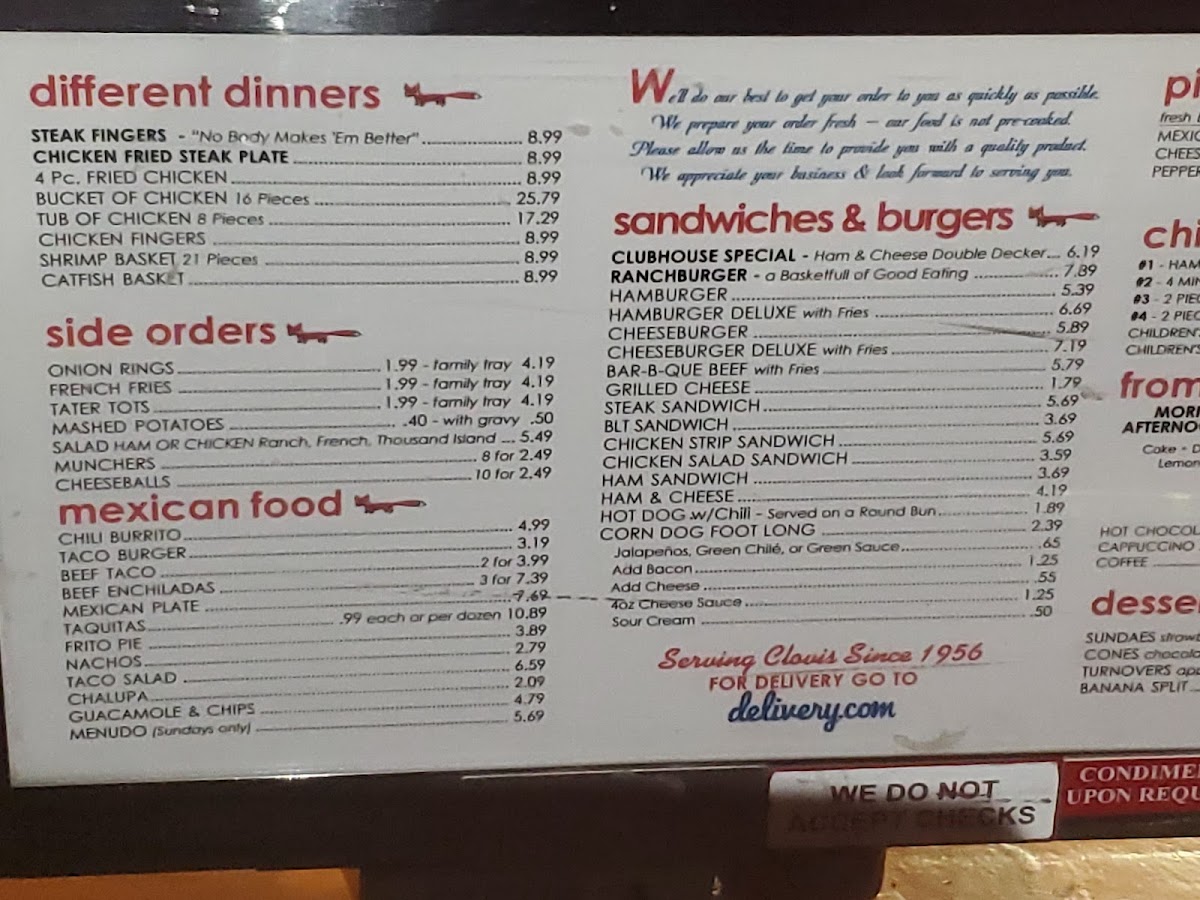 different dinners
STEAK FINGERS - "No Body Makes 'Em Better" 8.99
CHICKEN FRIED STEAK PLATE 8.99
4 Pc. FRIED CHICKEN 8.99
BUCKET OF CHICKEN 16 Pieces 25.79
TUB OF CHICKEN 8 Pieces 17.29
CHICKEN FINGERS 8.99
SHRIMP BASKET 21 Pieces 8.99
CATFISH BASKET 8.99
side orders
ONION RINGS 1.99 - family tray 4.19
FRENCH FRIES 1.99 - family tray 4.19
TATER TOTS 1.99 - family tray 4.19
MASHED POTATOES .40 - with gravy .50
SALAD HAM OR CHICKEN Ranch, French, Thousand Island 5.49
MUNCHERS 8 for 2.49
CHEESEBALLS 10 for 2.49
mexican food
CHILI BURRITO 4.99
TACO BURGER 3.19
BEEF TACO 2 for 3.99
BEEF ENCHILADAS 3 for 7.39
MEXICAN PLATE 7.69
TAQUITAS .99 each or per dozen 10.89
FRITO PIE 3.89
NACHOS 2.79
TACO SALAD 6.59
CHALUPA 2.09
GUACAMOLE & CHIPS 4.79
MENUDO (Sundays only) 5.69
We'll do our best to get your order to you as quickly as possible.
We prepare your order fresh – our food is not pre-cooked.
Please allow us the time to provide you with a quality product.
We appreciate your business & look forward to serving you.
sandwiches & burgers
CLUBHOUSE SPECIAL - Ham & Cheese Double Decker 6.19
RANCHBURGER - a Basketfull of Good Eating 7.89
HAMBURGER 5.39
HAMBURGER DELUXE with Fries 6.69
CHEESEBURGER 5.89
CHEESEBURGER DELUXE with Fries 7.19
BAR-B-QUE BEEF with Fries 5.79
GRILLED CHEESE 1.79
STEAK SANDWICH 5.69
BLT SANDWICH 3.69
CHICKEN STRIP SANDWICH 5.69
CHICKEN SALAD SANDWICH 3.59
HAM SANDWICH 3.69
HAM & CHEESE 4.19
HOT DOG w/Chili - Served on a Round Bun 1.89
CORN DOG FOOT LONG 2.39
Jalapeños, Green Chilé, or Green Sauce .65
Add Bacon 1.25
Add Cheese .55
4oz Cheese Sauce 1.25
Sour Cream .50
Serving Clovis Since 1956
FOR DELIVERY GO TO
delivery.com
pi
fresh
MEXIC
CHEES
PEPPER
chi
#1 - HAM
#2 - 4 MIN
#3 - 2 PIE
#4 - 2 PIEC
CHILDREN'
CHILDREN'S
from
MOR
AFTERNO
Coke - D
Lemon
HOT CHOCOL
CAPPUCCINO
COFFEE
desse
SUNDAES strawb
CONES chocola
TURNOVERS app
BANANA SPLIT
WE DO NOT
ACCEPT CHECKS
CONDIME
UPON REQU